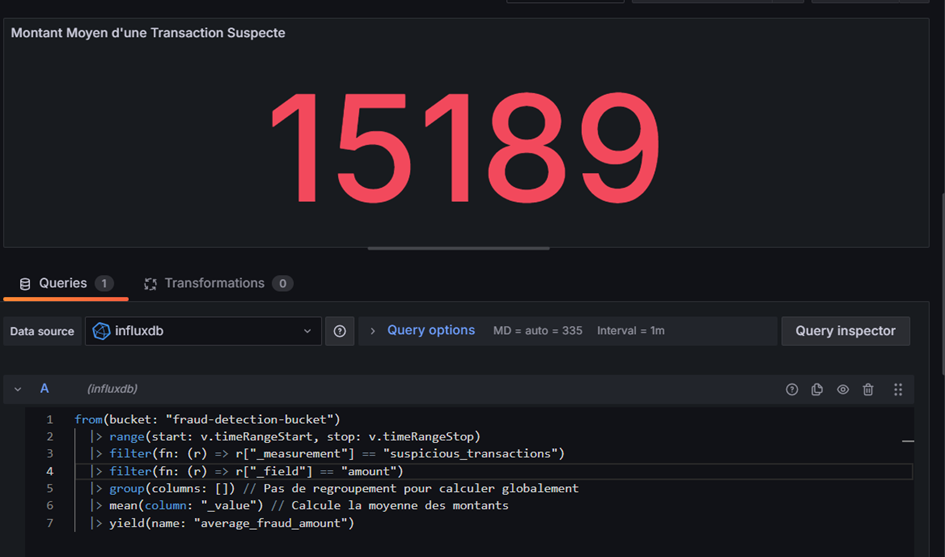 Montant Moyen d'une Transaction Suspecte
15189
Queries 1 Transformations 0
Data source influxdb Query options MD = auto = 335 Interval = 1m Query inspector
A (influxdb)
1 from(bucket: "fraud-detection-bucket")
2 |> range(start: v.timeRangeStart, stop: v.timeRangeStop)
3 |> filter(fn: (r) => r["_measurement"] == "suspicious_transactions")
4 |> filter(fn: (r) => r["_field"] == "amount")
5 |> group(columns: []) // Pas de regroupement pour calculer globalement
6 |> mean(column: "_value") // Calcule la moyenne des montants
7 |> yield(name: "average_fraud_amount")